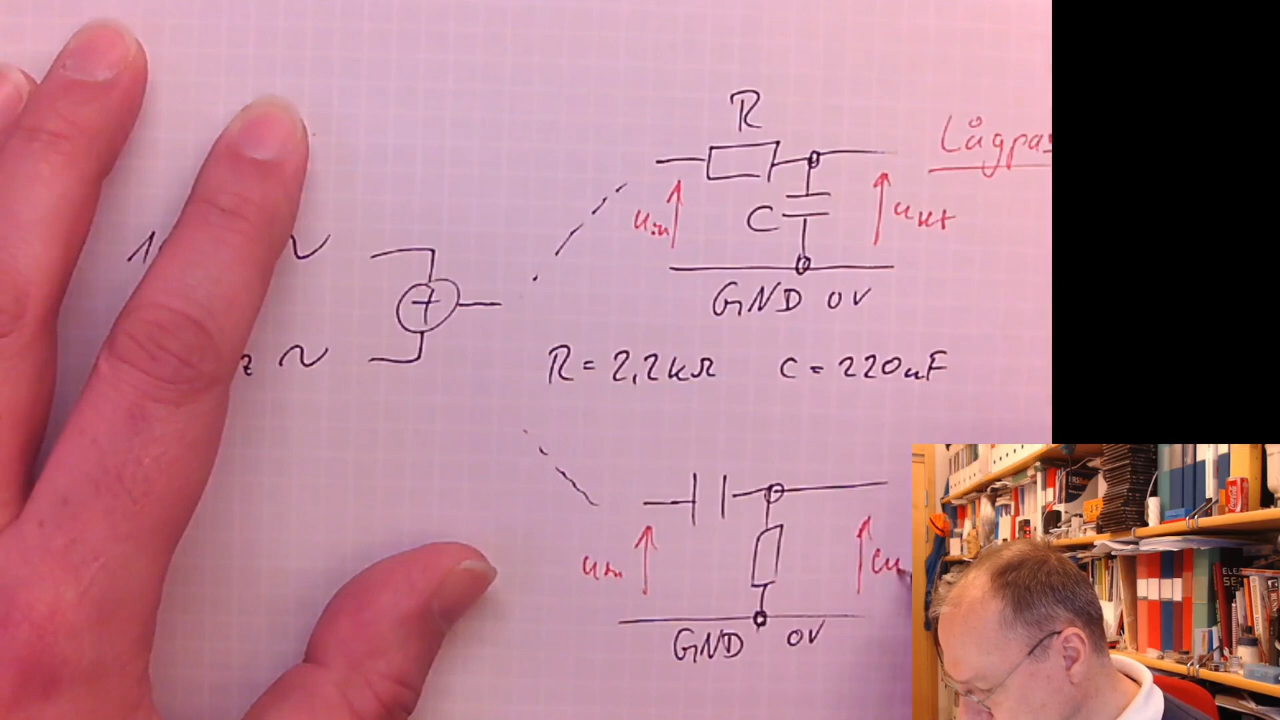 R
Lågpas
uin
C
uut
GND 0V
R = 2,2kΩ C = 220nF
z
uin
GND 0V